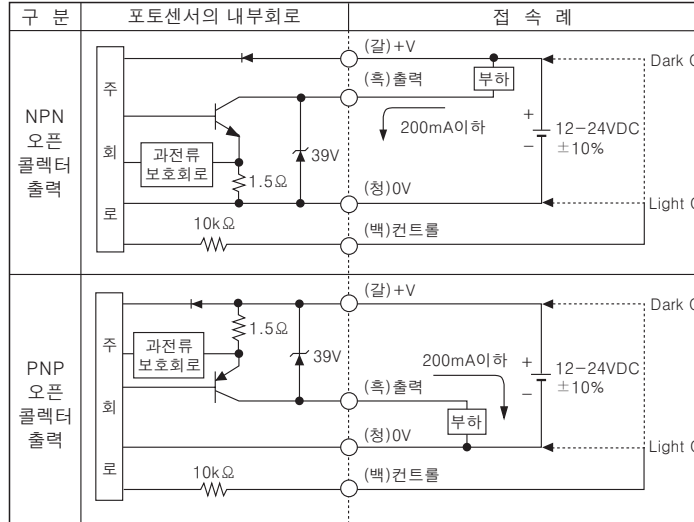 구 분
포토센서의 내부회로
접 속 례
NPN
오픈
콜렉터
출력
주
회
로
과전류
보호회로
1.5Ω
39V
10kΩ
(갈)+V
(흑)출력
200mA이하
(청)0V
(백)컨트롤
부하
+
−
12−24VDC
±10%
Dark O
Light O
PNP
오픈
콜렉터
출력
주
회
로
1.5Ω
과전류
보호회로
39V
10kΩ
(갈)+V
200mA이하
(흑)출력
부하
(청)0V
(백)컨트롤
+
−
12−24VDC
±10%
Dark O
Light O